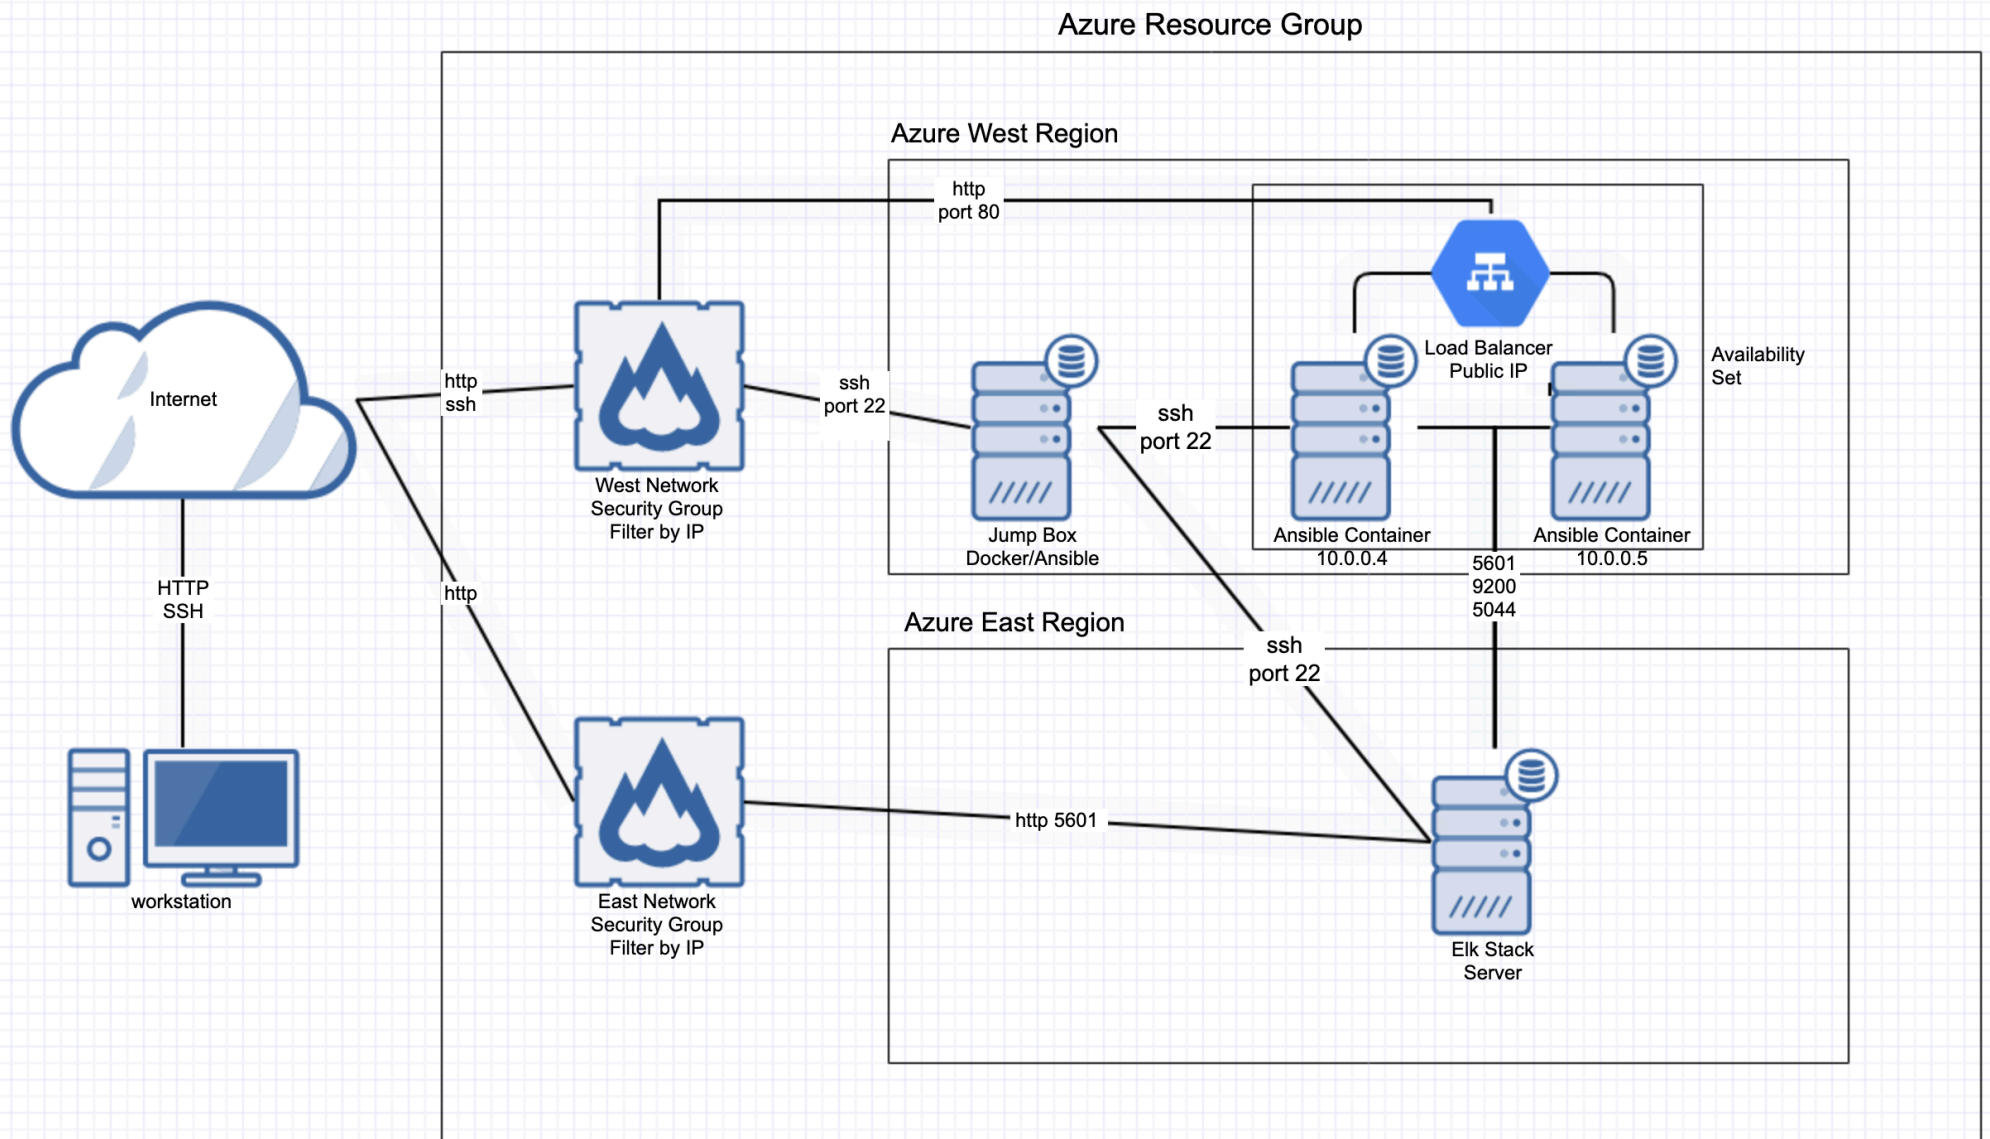 Azure Resource Group
Azure West Region
http
port 80
Load Balancer
Public IP
Availability
Set
Internet
http
ssh
ssh
port 22
ssh
port 22
West Network
Security Group
Filter by IP
Jump Box
Docker/Ansible
Ansible Container
10.0.0.4
Ansible Container
10.0.0.5
5601
9200
5044
HTTP
SSH
http
Azure East Region
ssh
port 22
http 5601
workstation
East Network
Security Group
Filter by IP
Elk Stack
Server